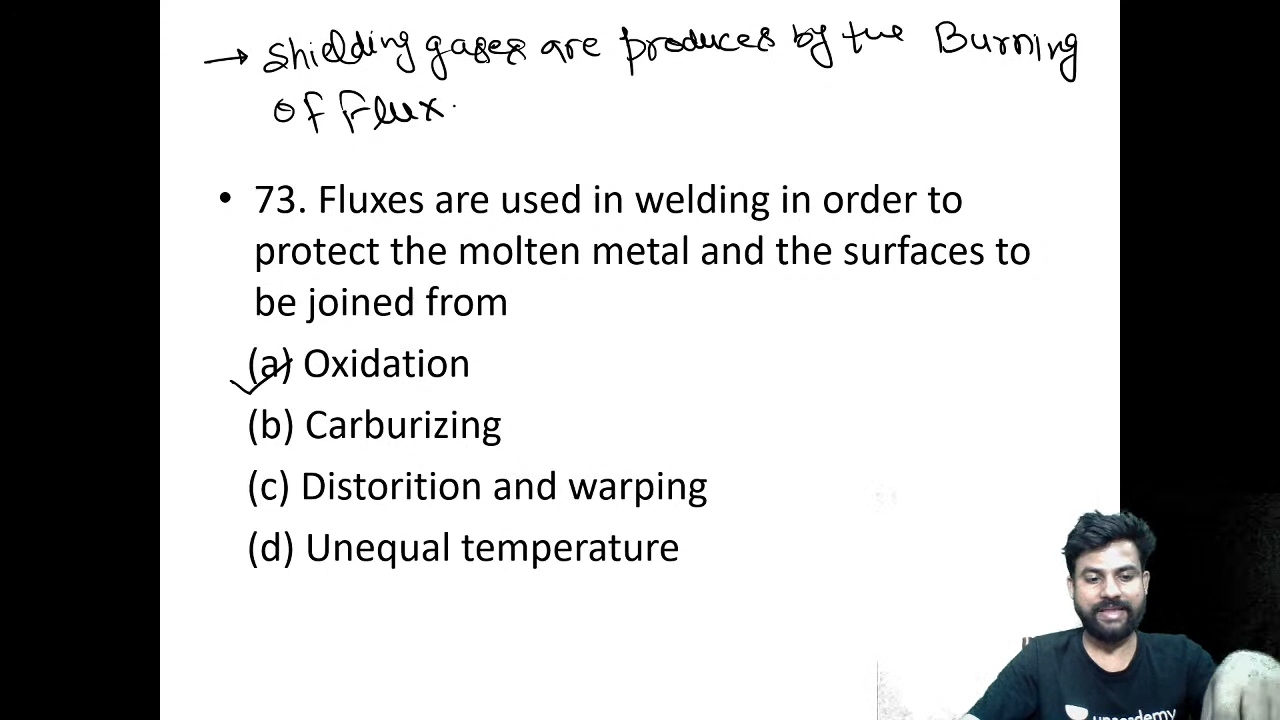 → Shielding gases are produces by the Burning
of Flux.
• 73. Fluxes are used in welding in order to
protect the molten metal and the surfaces to
be joined from
(a) Oxidation
(b) Carburizing
(c) Distorition and warping
(d) Unequal temperature
unacademy